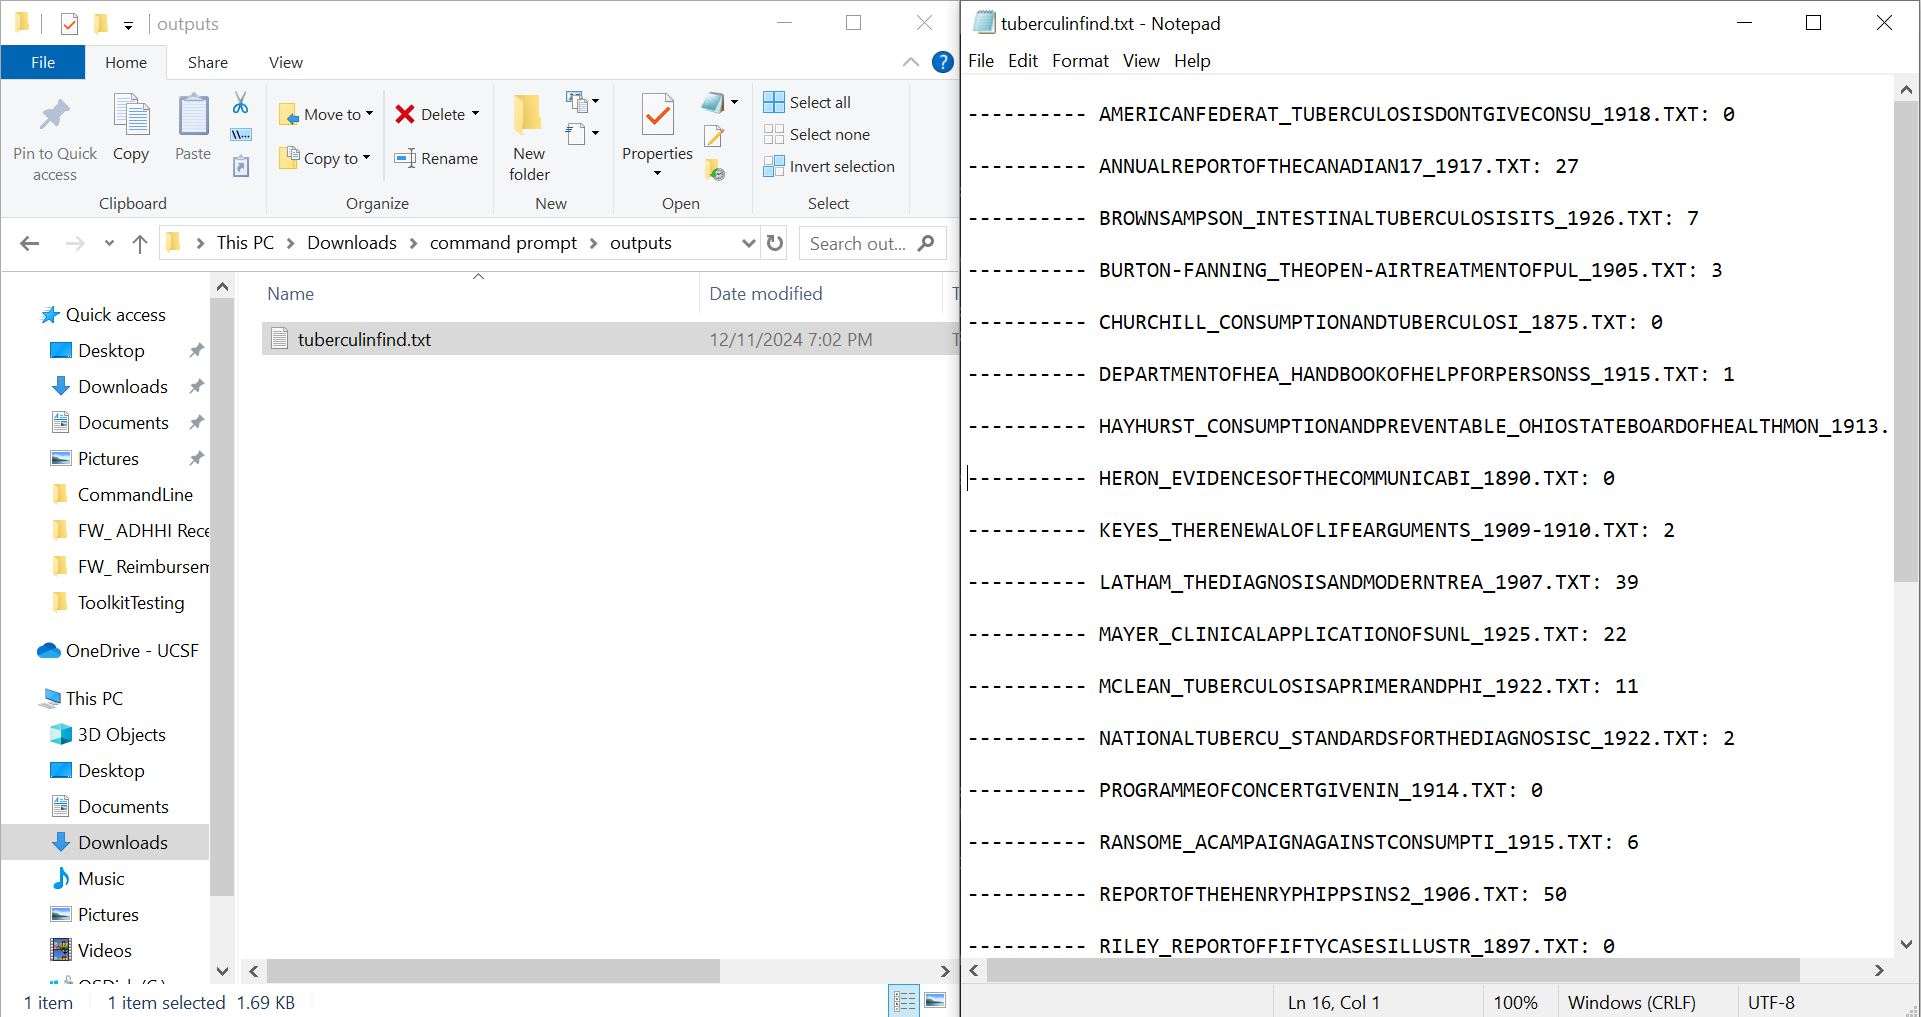 outputs
File Home Share View
Pin to Quick access
Copy
Paste
Clipboard
Move to
Copy to
Delete
Rename
Organize
New folder
New
Properties
Open
Select all
Select none
Invert selection
Select
This PC > Downloads > command prompt > outputs
Search out...
Quick access
Desktop
Downloads
Documents
Pictures
CommandLine
FW_ ADHHI Rece
FW_ Reimbursem
ToolkitTesting
OneDrive - UCSF
This PC
3D Objects
Desktop
Documents
Downloads
Music
Pictures
Videos
Name Date modified T
tuberculinfind.txt 12/11/2024 7:02 PM T
1 item 1 item selected 1.69 KB
tuberculinfind.txt - Notepad
File Edit Format View Help
---------- AMERICANFEDERAT_TUBERCULOSISDONTGIVECONSU_1918.TXT: 0
---------- ANNUALREPORTOFTHECANADIAN17_1917.TXT: 27
---------- BROWNSAMPSON_INTESTINALTUBERCULOSISITS_1926.TXT: 7
---------- BURTON-FANNING_THEOPEN-AIRTREATMENTOFPUL_1905.TXT: 3
---------- CHURCHILL_CONSUMPTIONANDTUBERCULOSI_1875.TXT: 0
---------- DEPARTMENTOFHEA_HANDBOOKOFHELPFORPERSONSS_1915.TXT: 1
---------- HAYHURST_CONSUMPTIONANDPREVENTABLE_OHIOSTATEBOARDOFHEALTHMON_1913.
---------- HERON_EVIDENCESOFTHECOMMUNICABI_1890.TXT: 0
---------- KEYES_THERENEWALOFLIFEARGUMENTS_1909-1910.TXT: 2
---------- LATHAM_THEDIAGNOSISANDMODERNTREA_1907.TXT: 39
---------- MAYER_CLINICALAPPLICATIONOFSUNL_1925.TXT: 22
---------- MCLEAN_TUBERCULOSISAPRIMERANDPHI_1922.TXT: 11
---------- NATIONALTUBERCU_STANDARDSFORTHEDIAGNOSISC_1922.TXT: 2
---------- PROGRAMMEOFCONCERTGIVENIN_1914.TXT: 0
---------- RANSOME_ACAMPAIGNAGAINSTCONSUMPTI_1915.TXT: 6
---------- REPORTOFTHEHENRYPHIPPSINS2_1906.TXT: 50
---------- RILEY_REPORTOFFIFTYCASESILLUSTR_1897.TXT: 0
Ln 16, Col 1 100% Windows (CRLF) UTF-8